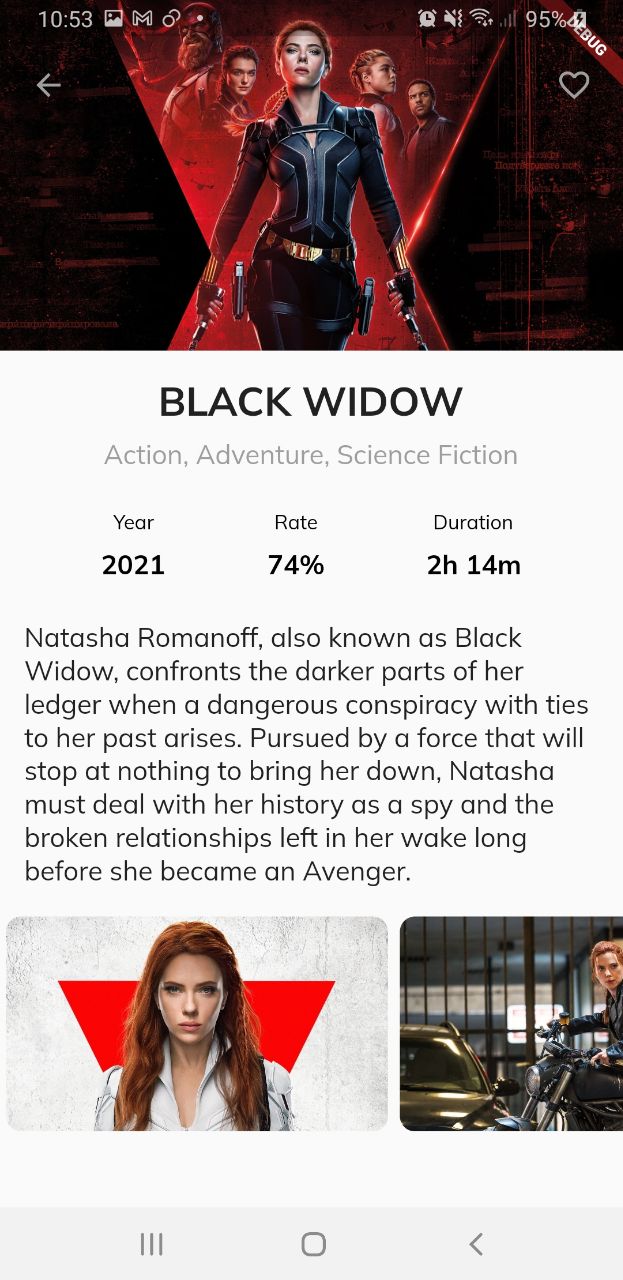 10:53
95%
DEBUG
BLACK WIDOW
Action, Adventure, Science Fiction
Year Rate Duration
2021 74% 2h 14m
Natasha Romanoff, also known as Black
Widow, confronts the darker parts of her
ledger when a dangerous conspiracy with ties
to her past arises. Pursued by a force that will
stop at nothing to bring her down, Natasha
must deal with her history as a spy and the
broken relationships left in her wake long
before she became an Avenger.